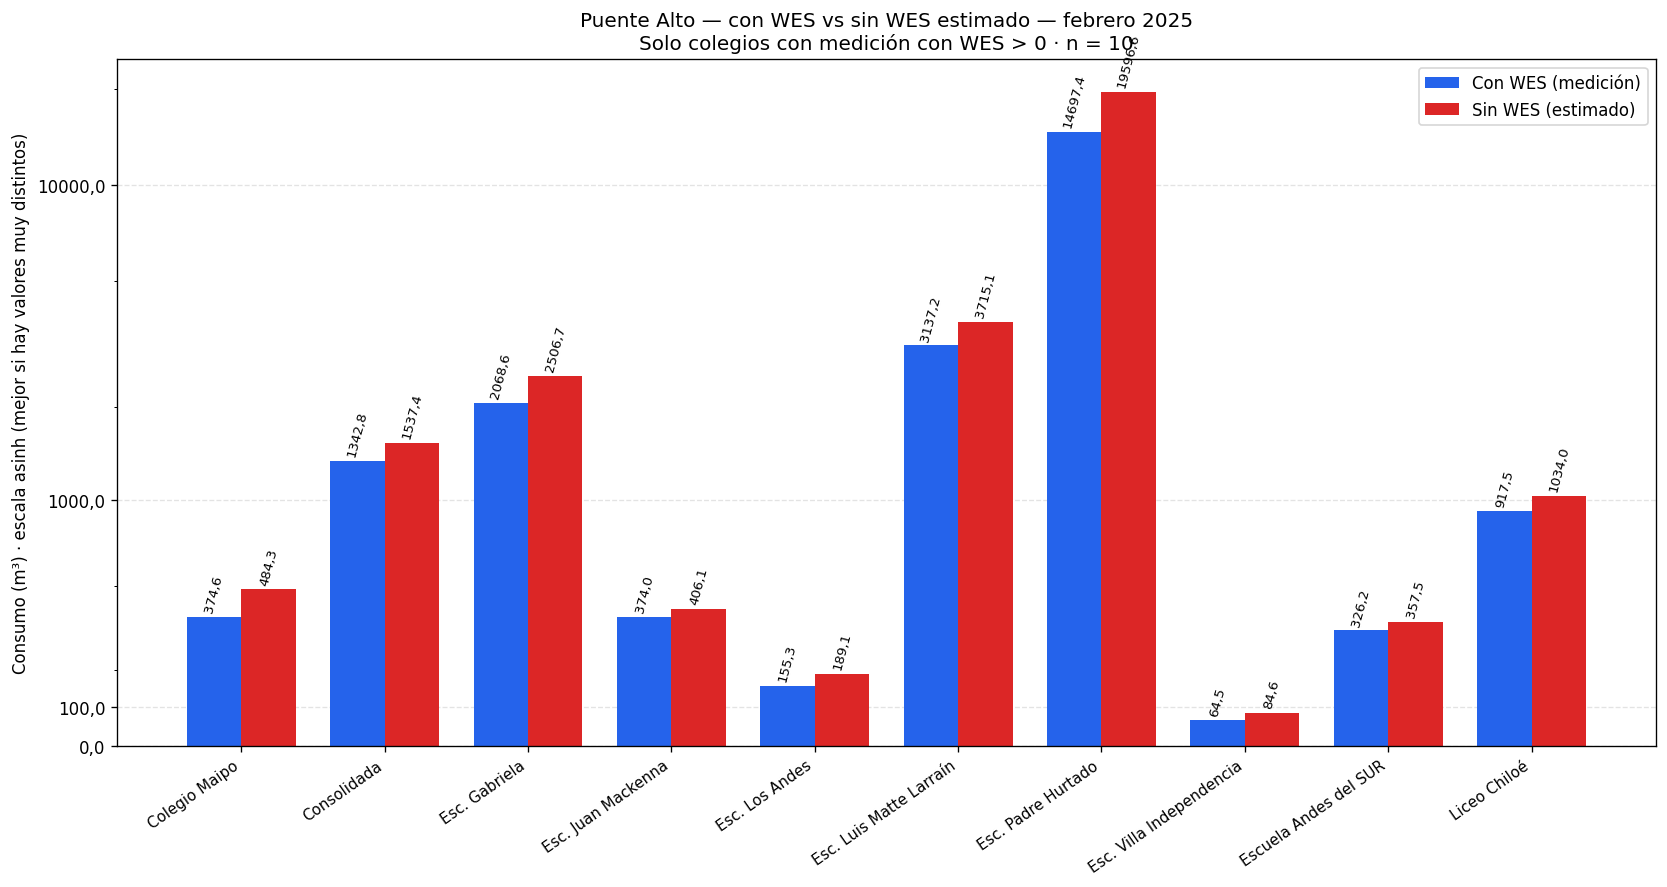 Puente Alto — con WES vs sin WES estimado — febrero 2025
Solo colegios con medición con WES > 0 · n = 10
Con WES (medición)
Sin WES (estimado)
Consumo (m³) · escala asinh (mejor si hay valores muy distintos)
10000,0
1000,0
100,0
0,0
374,6
484,3
1342,8
1537,4
2068,6
2506,7
374,0
406,1
155,3
189,1
3137,2
3715,1
14697,4
64,5
84,6
326,2
357,5
917,5
1034,0
Colegio Maipo
Consolidada
Esc. Gabriela
Esc. Juan Mackenna
Esc. Los Andes
Esc. Luis Matte Larraín
Esc. Padre Hurtado
Esc. Villa Independencia
Escuela Andes del SUR
Liceo Chiloé